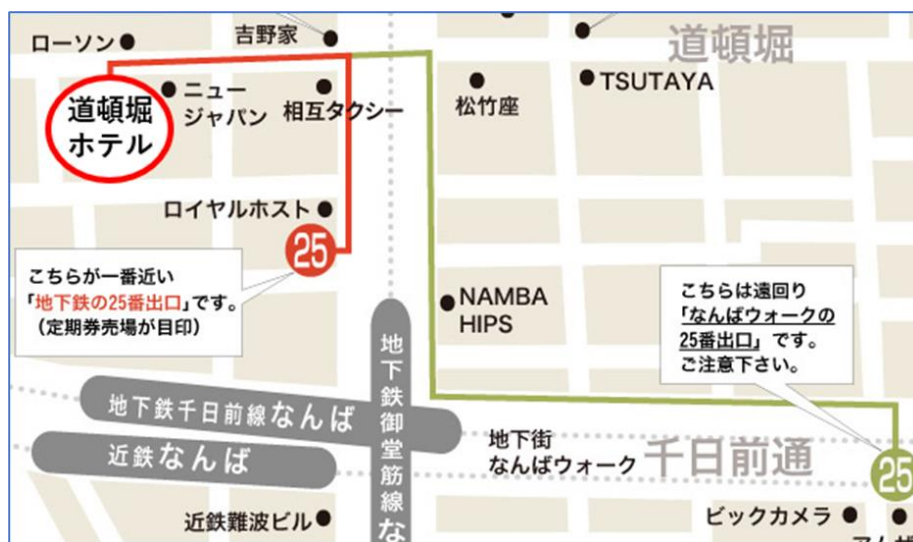 ローソン
吉野家
道頓堀
道頓堀
ホテル
ニュー
ジャパン
相互タクシー
松竹座
TSUTAYA
ロイヤルホスト
25
こちらが一番近い
「地下鉄の25番出口」です。
（定期券売場が目印）
NAMBA
HIPS
こちらは遠回り
「なんばウォークの
25番出口」です。
ご注意下さい。
地下鉄御堂筋線な
地下鉄千日前線なんば
近鉄なんば
地下街
なんばウォーク
千日前通
25
近鉄難波ビル
ビックカメラ